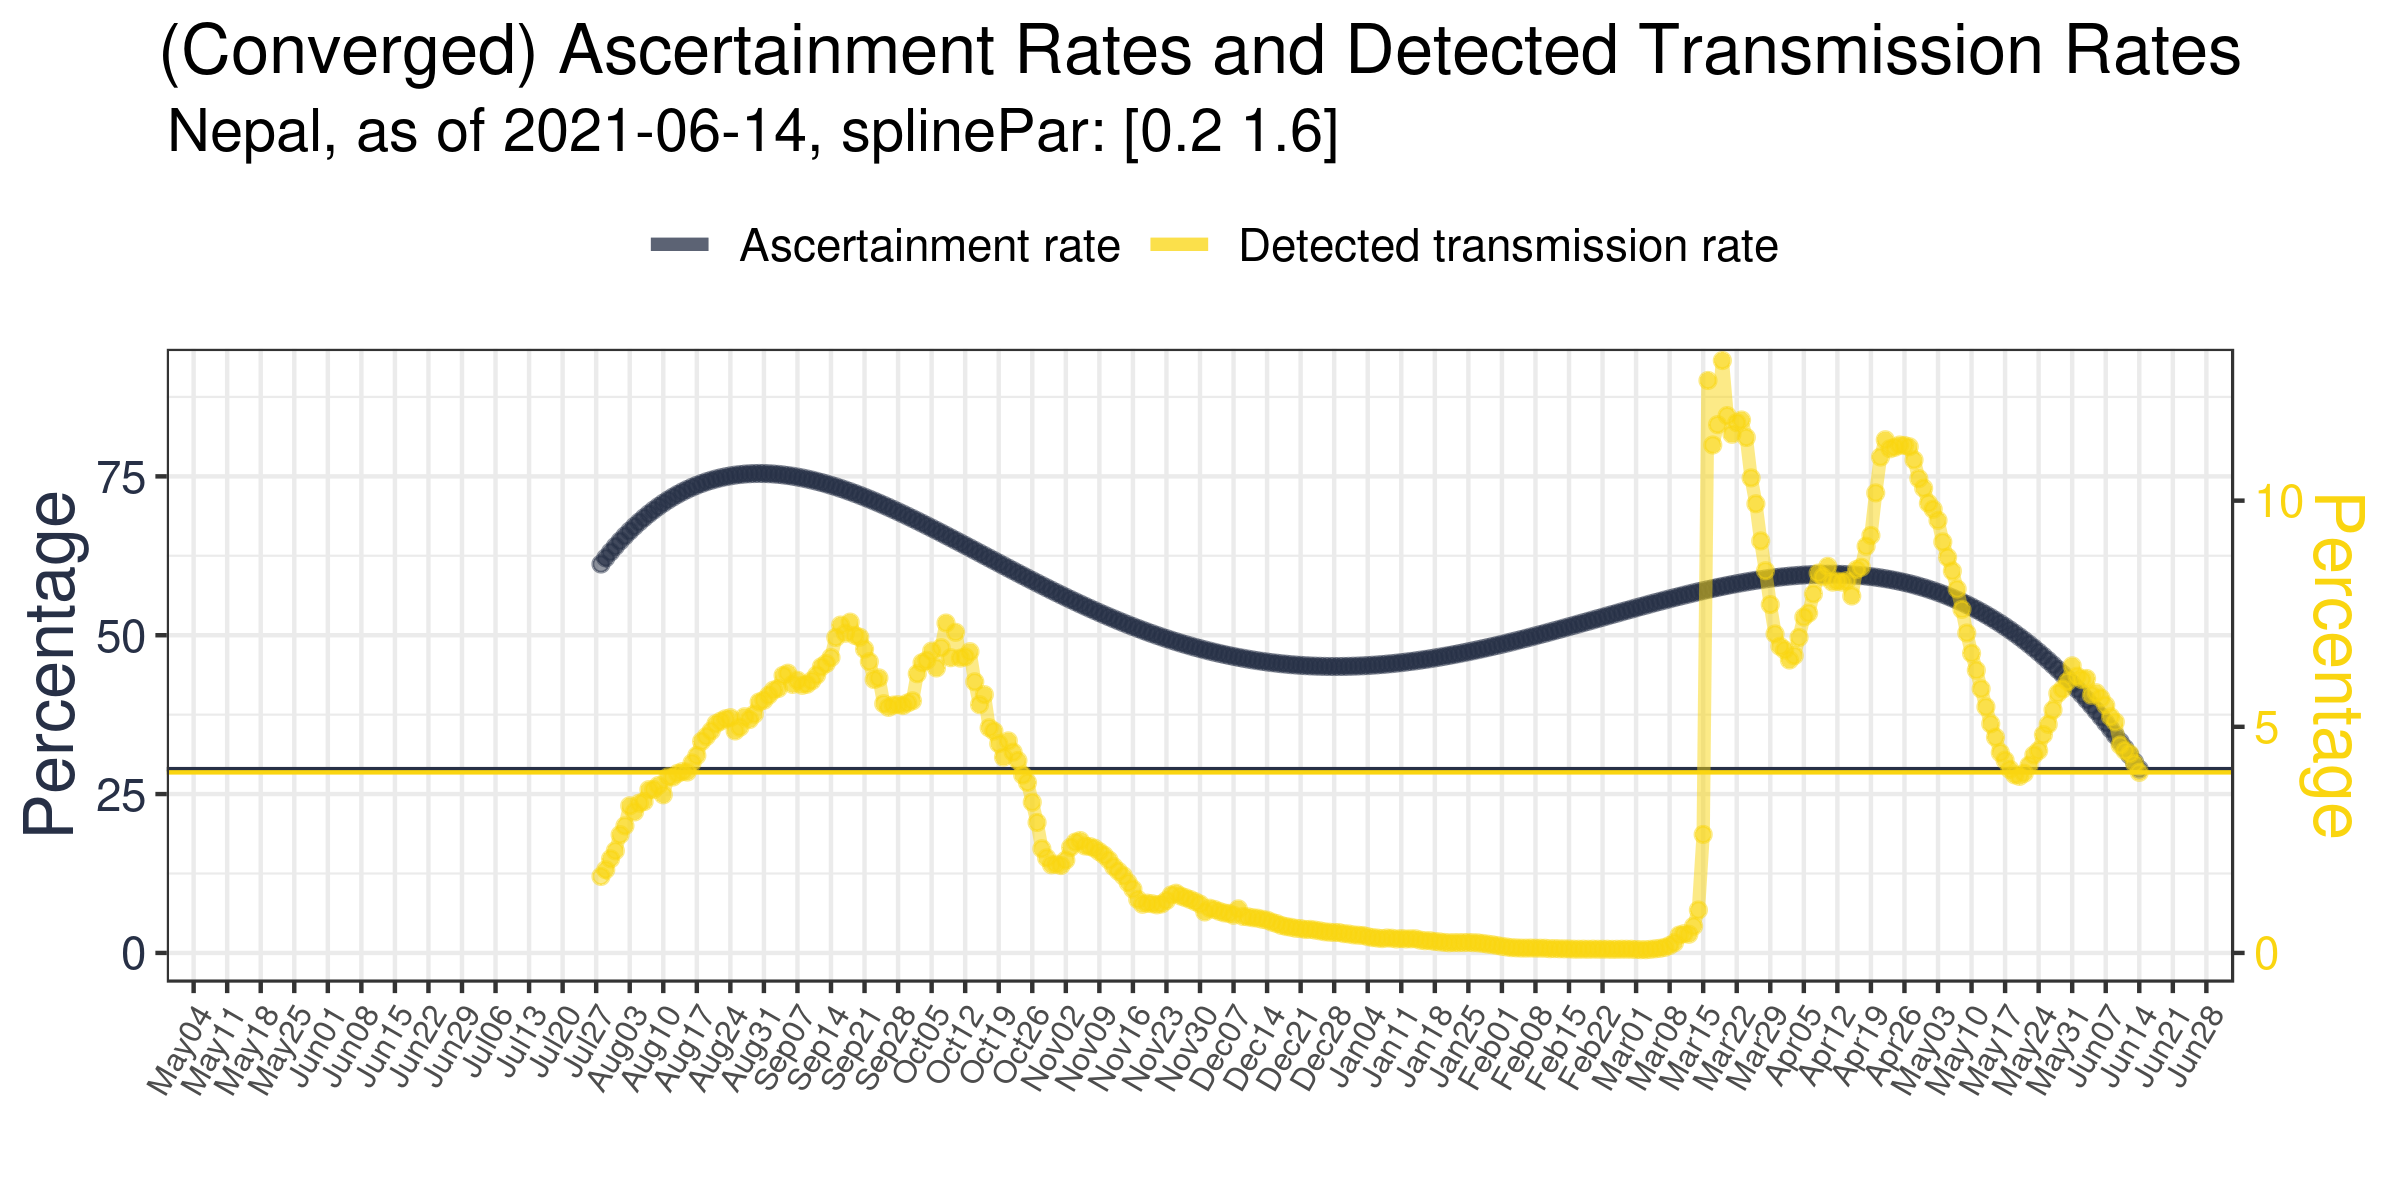 (Converged) Ascertainment Rates and Detected Transmission Rates
Nepal, as of 2021-06-14, splinePar: [0.2 1.6]
Ascertainment rate
Detected transmission rate
Percentage
75
50
25
0
10
5
0
Percentage
May04
May11
May18
May25
Jun01
Jun08
Jun15
Jun22
Jun29
Jul06
Jul13
Jul20
Jul27
Aug03
Aug10
Aug17
Aug24
Aug31
Sep07
Sep14
Sep21
Sep28
Oct05
Oct12
Oct19
Oct26
Nov02
Nov09
Nov16
Nov23
Nov30
Dec07
Dec14
Dec21
Dec28
Jan04
Jan11
Jan18
Jan25
Feb01
Feb08
Feb15
Feb22
Mar01
Mar08
Mar15
Mar22
Mar29
Apr05
Apr12
Apr19
Apr26
May03
May10
May17
May24
May31
Jun07
Jun14
Jun21
Jun28